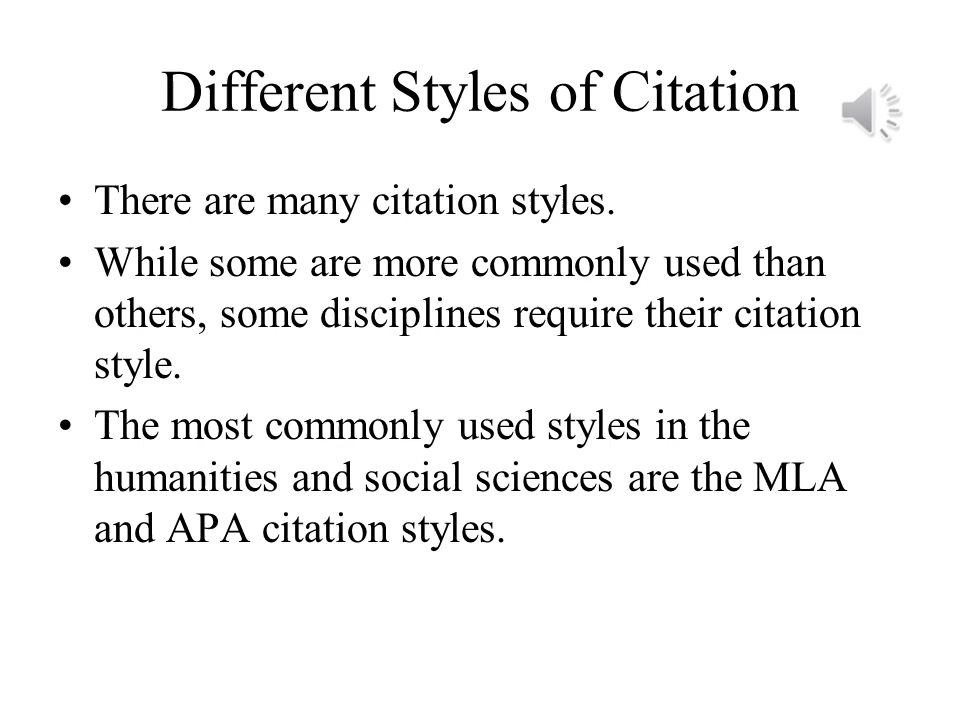 Different Styles of Citation
• There are many citation styles.
• While some are more commonly used than
others, some disciplines require their citation
style.
• The most commonly used styles in the
humanities and social sciences are the MLA
and APA citation styles.